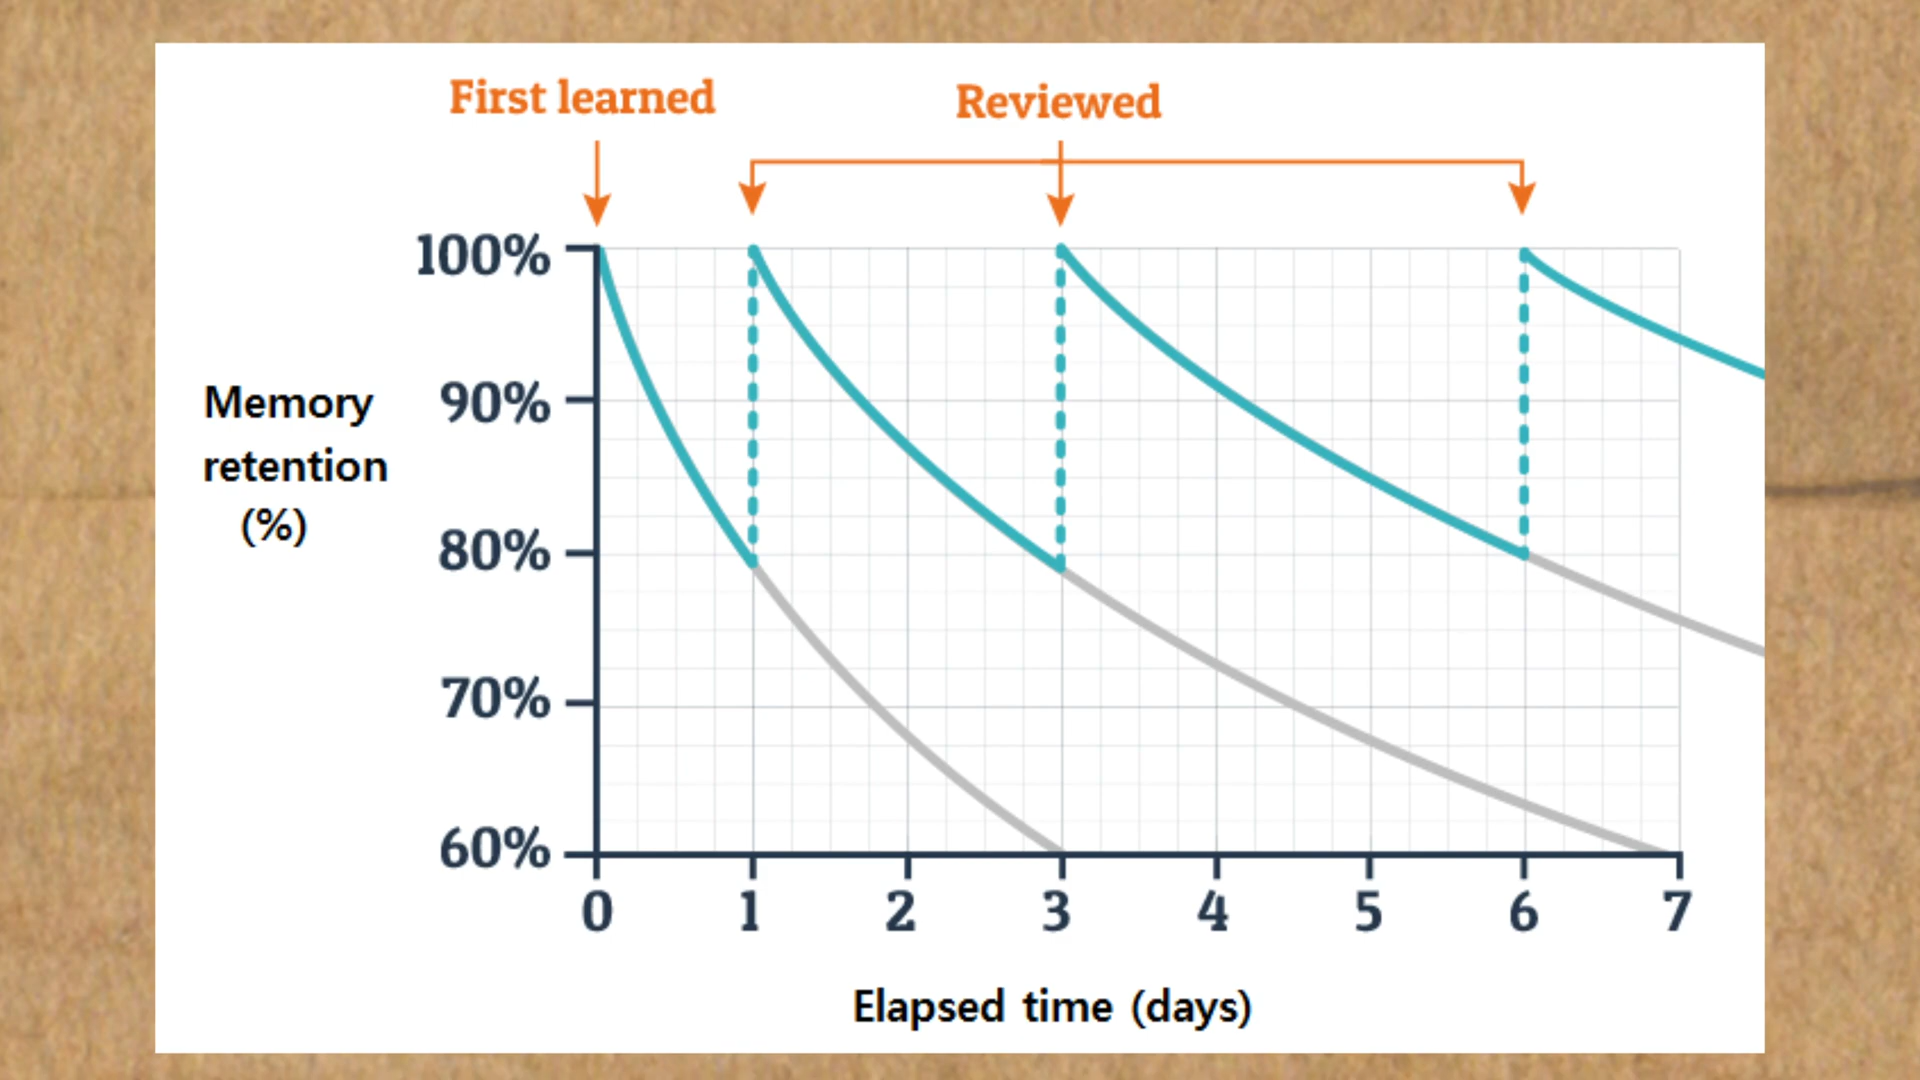 First learned
Reviewed
100%
90%
80%
70%
60%
Memory
retention
(%)
0 1 2 3 4 5 6 7
Elapsed time (days)